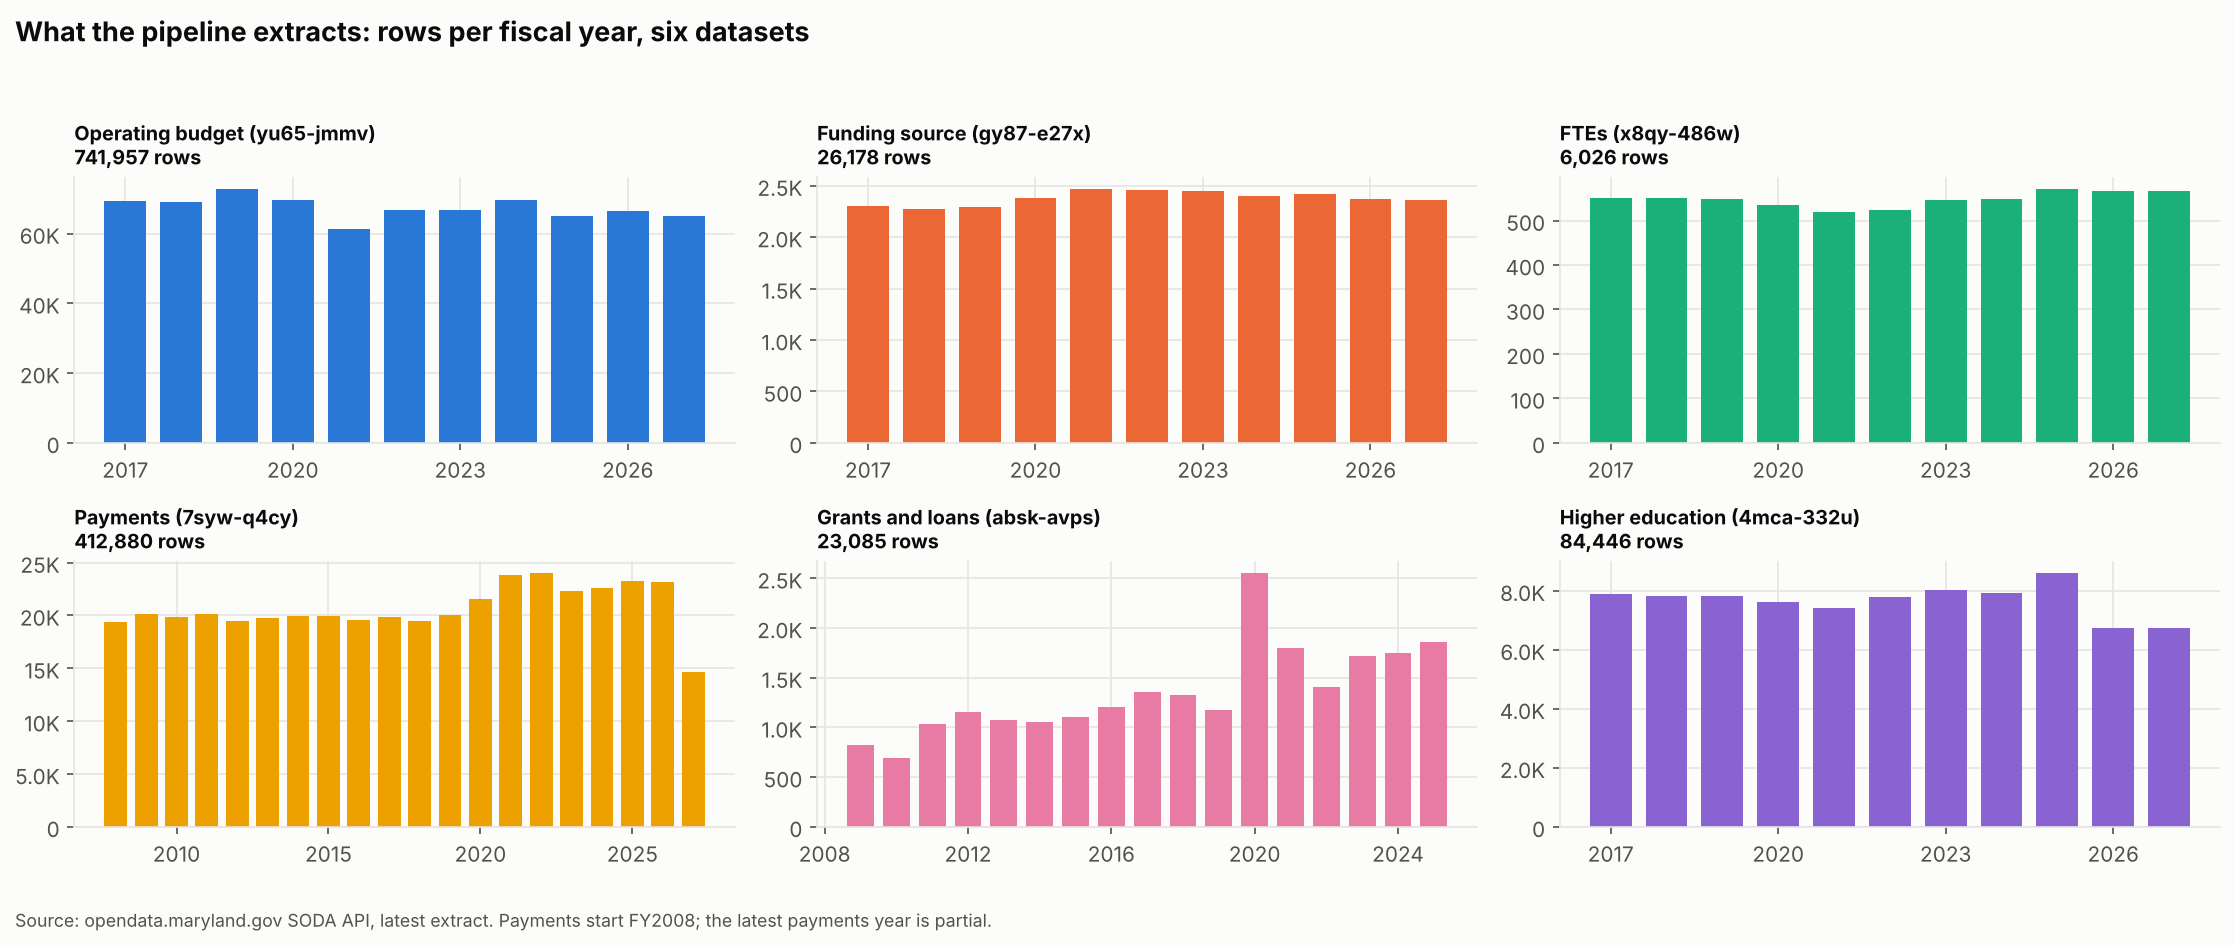 What the pipeline extracts: rows per fiscal year, six datasets
Operating budget (yu65-jmmv)
741,957 rows
60K
40K
20K
0
2017 2020 2023 2026
Funding source (gy87-e27x)
26,178 rows
2.5K
2.0K
1.5K
1.0K
500
0
2017 2020 2023 2026
FTEs (x8qy-486w)
6,026 rows
500
400
300
200
100
0
2017 2020 2023 2026
Payments (7syw-q4cy)
412,880 rows
25K
20K
15K
10K
5.0K
0
2010 2015 2020 2025
Grants and loans (absk-avps)
23,085 rows
2.5K
2.0K
1.5K
1.0K
500
0
2008 2012 2016 2020 2024
Higher education (4mca-332u)
84,446 rows
8.0K
6.0K
4.0K
2.0K
0
2017 2020 2023 2026
Source: opendata.maryland.gov SODA API, latest extract. Payments start FY2008; the latest payments year is partial.